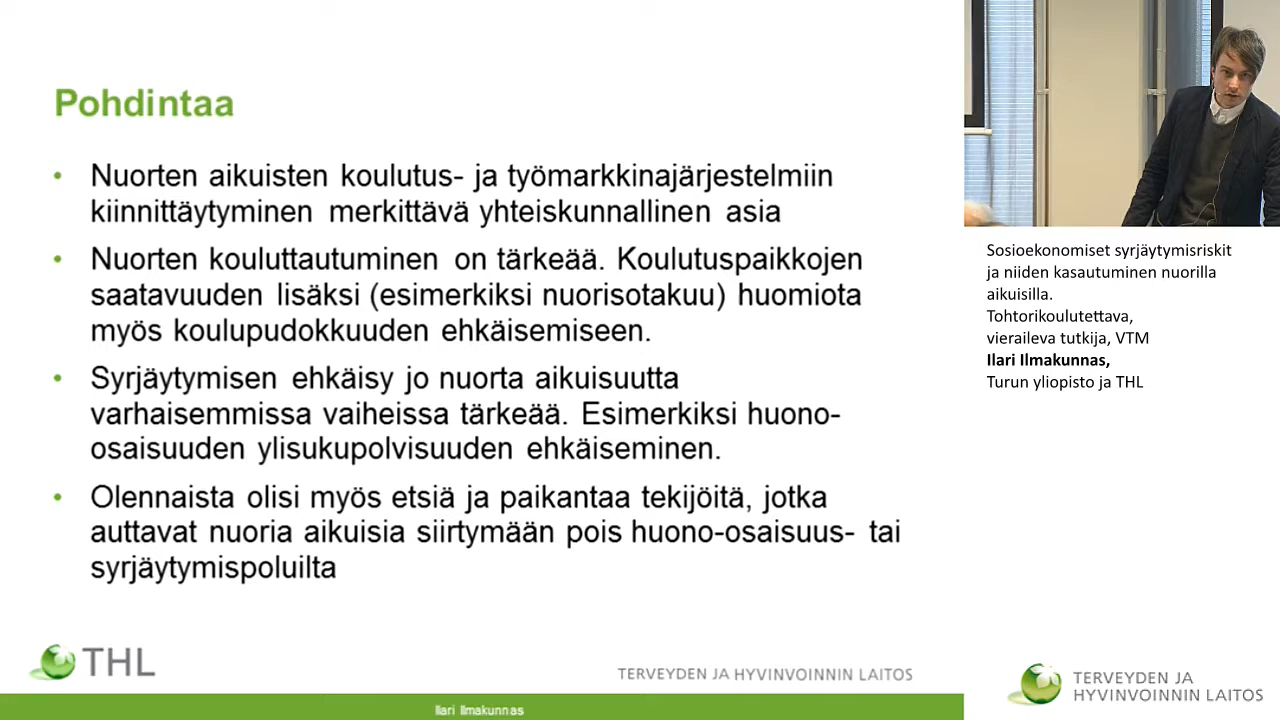 Pohdintaa
• Nuorten aikuisten koulutus- ja työmarkkinajärjestelmiin
kiinnittäytyminen merkittävä yhteiskunnallinen asia
• Nuorten kouluttautuminen on tärkeää. Koulutuspaikkojen
saatavuuden lisäksi (esimerkiksi nuorisotakuu) huomiota
myös koulupudokkuuden ehkäisemiseen.
• Syrjäytymisen ehkäisy jo nuorta aikuisuutta
varhaisemmissa vaiheissa tärkeää. Esimerkiksi huono-
osaisuuden ylisukupolvisuuden ehkäiseminen.
• Olennaista olisi myös etsiä ja paikantaa tekijöitä, jotka
auttavat nuoria aikuisia siirtymään pois huono-osaisuus- tai
syrjäytymispoluilta
THL
TERVEYDEN JA HYVINVOINNIN LAITOS
Ilari Ilmakunnas
Sosioekonomiset syrjäytymisriskit
ja niiden kasautuminen nuorilla
aikuisilla.
Tohtorikoulutettava,
vieraileva tutkija, VTM
Ilari Ilmakunnas,
Turun yliopisto ja THL
TERVEYDEN JA
HYVINVOINNIN LAITOS